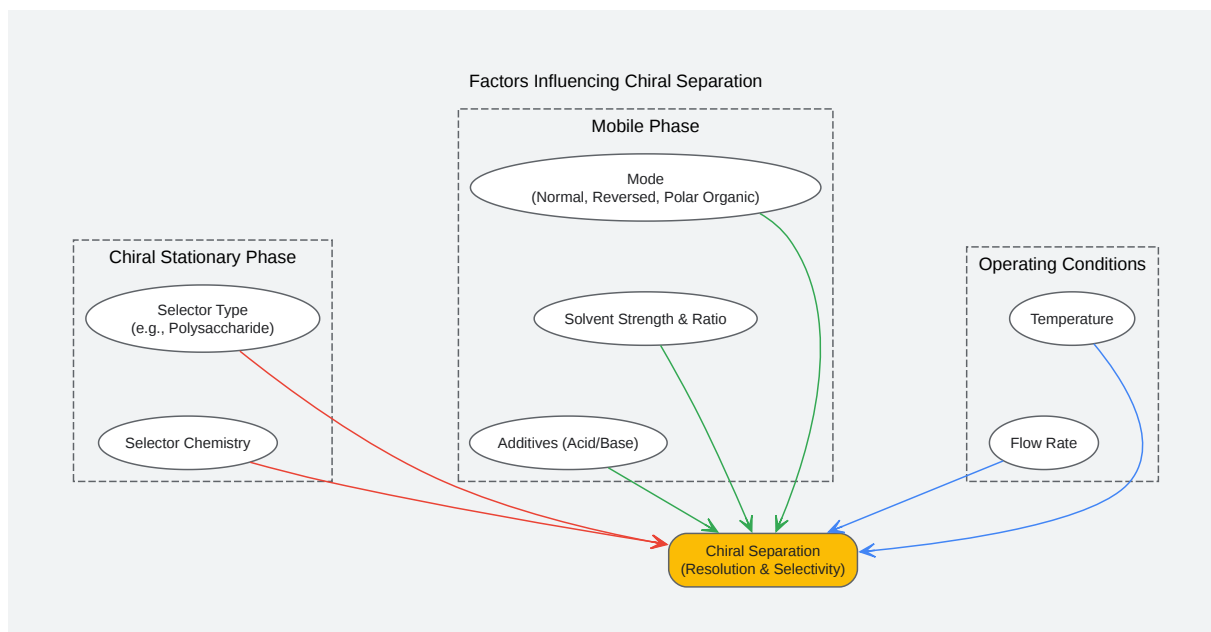 Factors Influencing Chiral Separation
Chiral Stationary Phase
Selector Type
(e.g., Polysaccharide)
Selector Chemistry
Mobile Phase
Mode
(Normal, Reversed, Polar Organic)
Solvent Strength & Ratio
Additives (Acid/Base)
Operating Conditions
Temperature
Flow Rate
Chiral Separation
(Resolution & Selectivity)